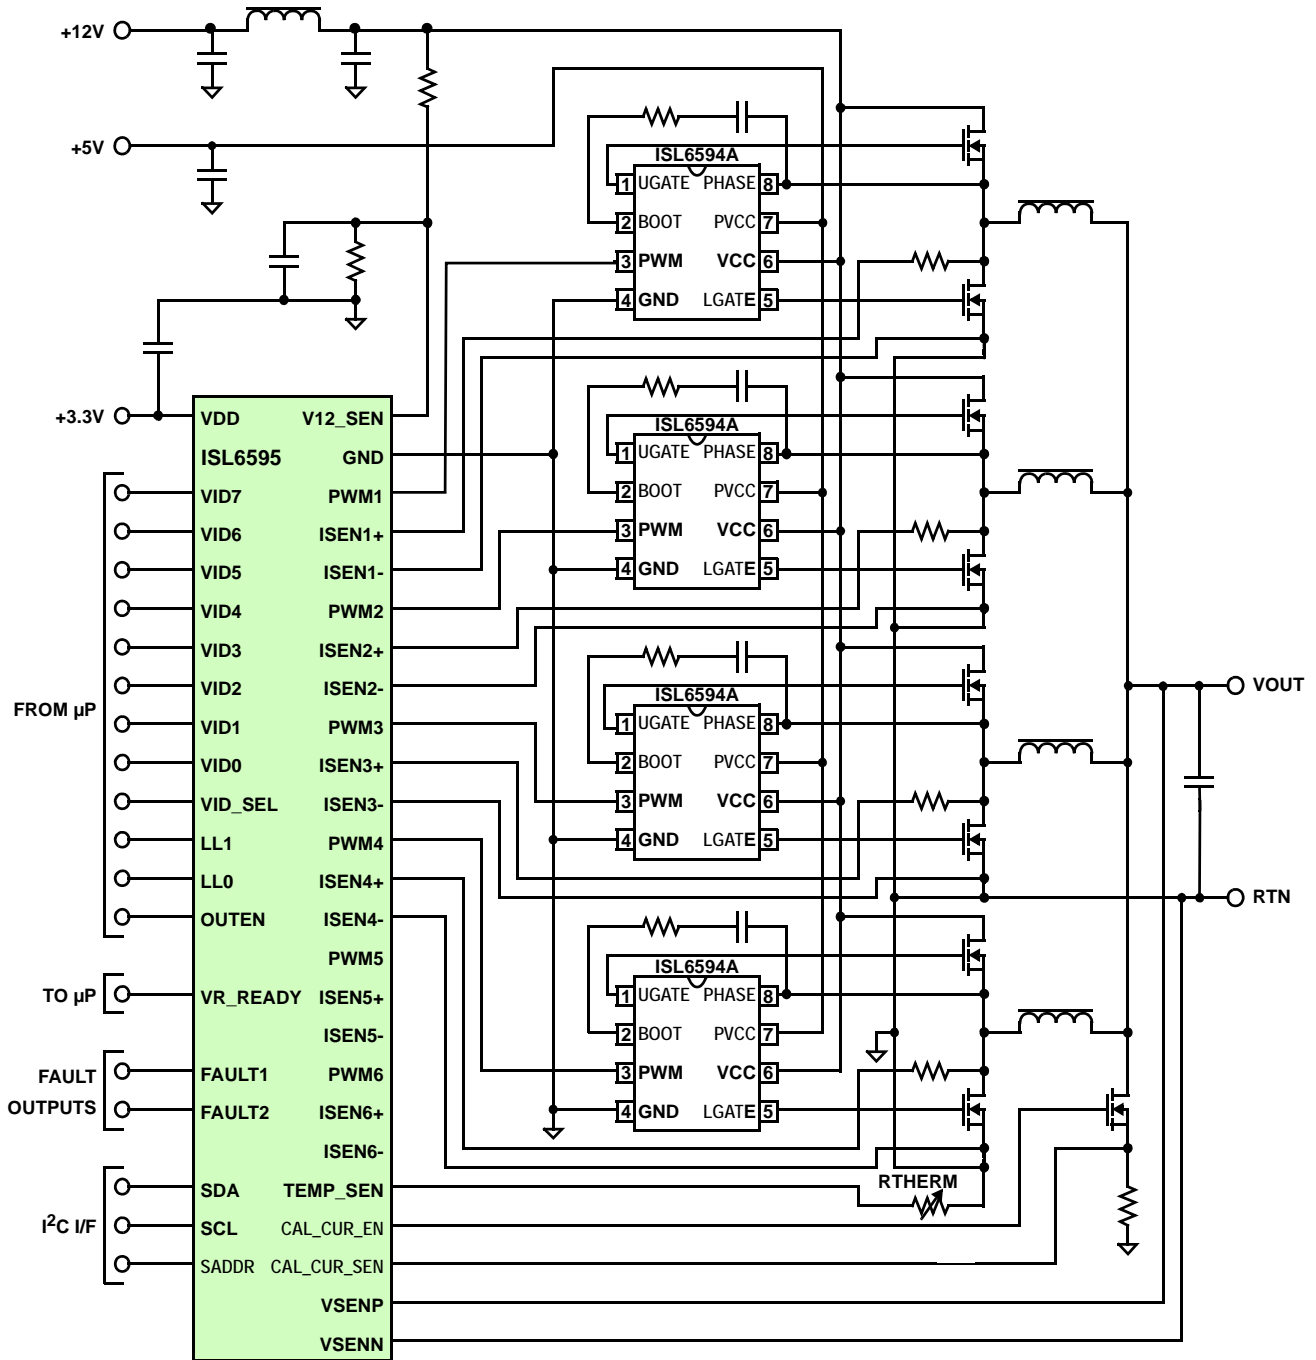 +12V
+5V
+3.3V
FROM µP
TO µP
FAULT
OUTPUTS
I2C I/F
VDD
V12_SEN
ISL6595
GND
VID7
PWM1
VID6
ISEN1+
VID5
ISEN1-
VID4
PWM2
VID3
ISEN2+
VID2
ISEN2-
VID1
PWM3
VID0
ISEN3+
VID_SEL
ISEN3-
LL1
PWM4
LL0
ISEN4+
OUTEN
ISEN4-
PWM5
VR_READY
ISEN5+
ISEN5-
FAULT1
PWM6
FAULT2
ISEN6+
ISEN6-
SDA
TEMP_SEN
SCL
CAL_CUR_EN
SADDR
CAL_CUR_SEN
VSENP
VSENN
ISL6594A
1 UGATE PHASE 8
2 BOOT PVCC 7
3 PWM VCC 6
4 GND LGATE 5
ISL6594A
1 UGATE PHASE 8
2 BOOT PVCC 7
3 PWM VCC 6
4 GND LGATE 5
ISL6594A
1 UGATE PHASE 8
2 BOOT PVCC 7
3 PWM VCC 6
4 GND LGATE 5
ISL6594A
1 UGATE PHASE 8
2 BOOT PVCC 7
3 PWM VCC 6
4 GND LGATE 5
RTHERM
VOUT
RTN